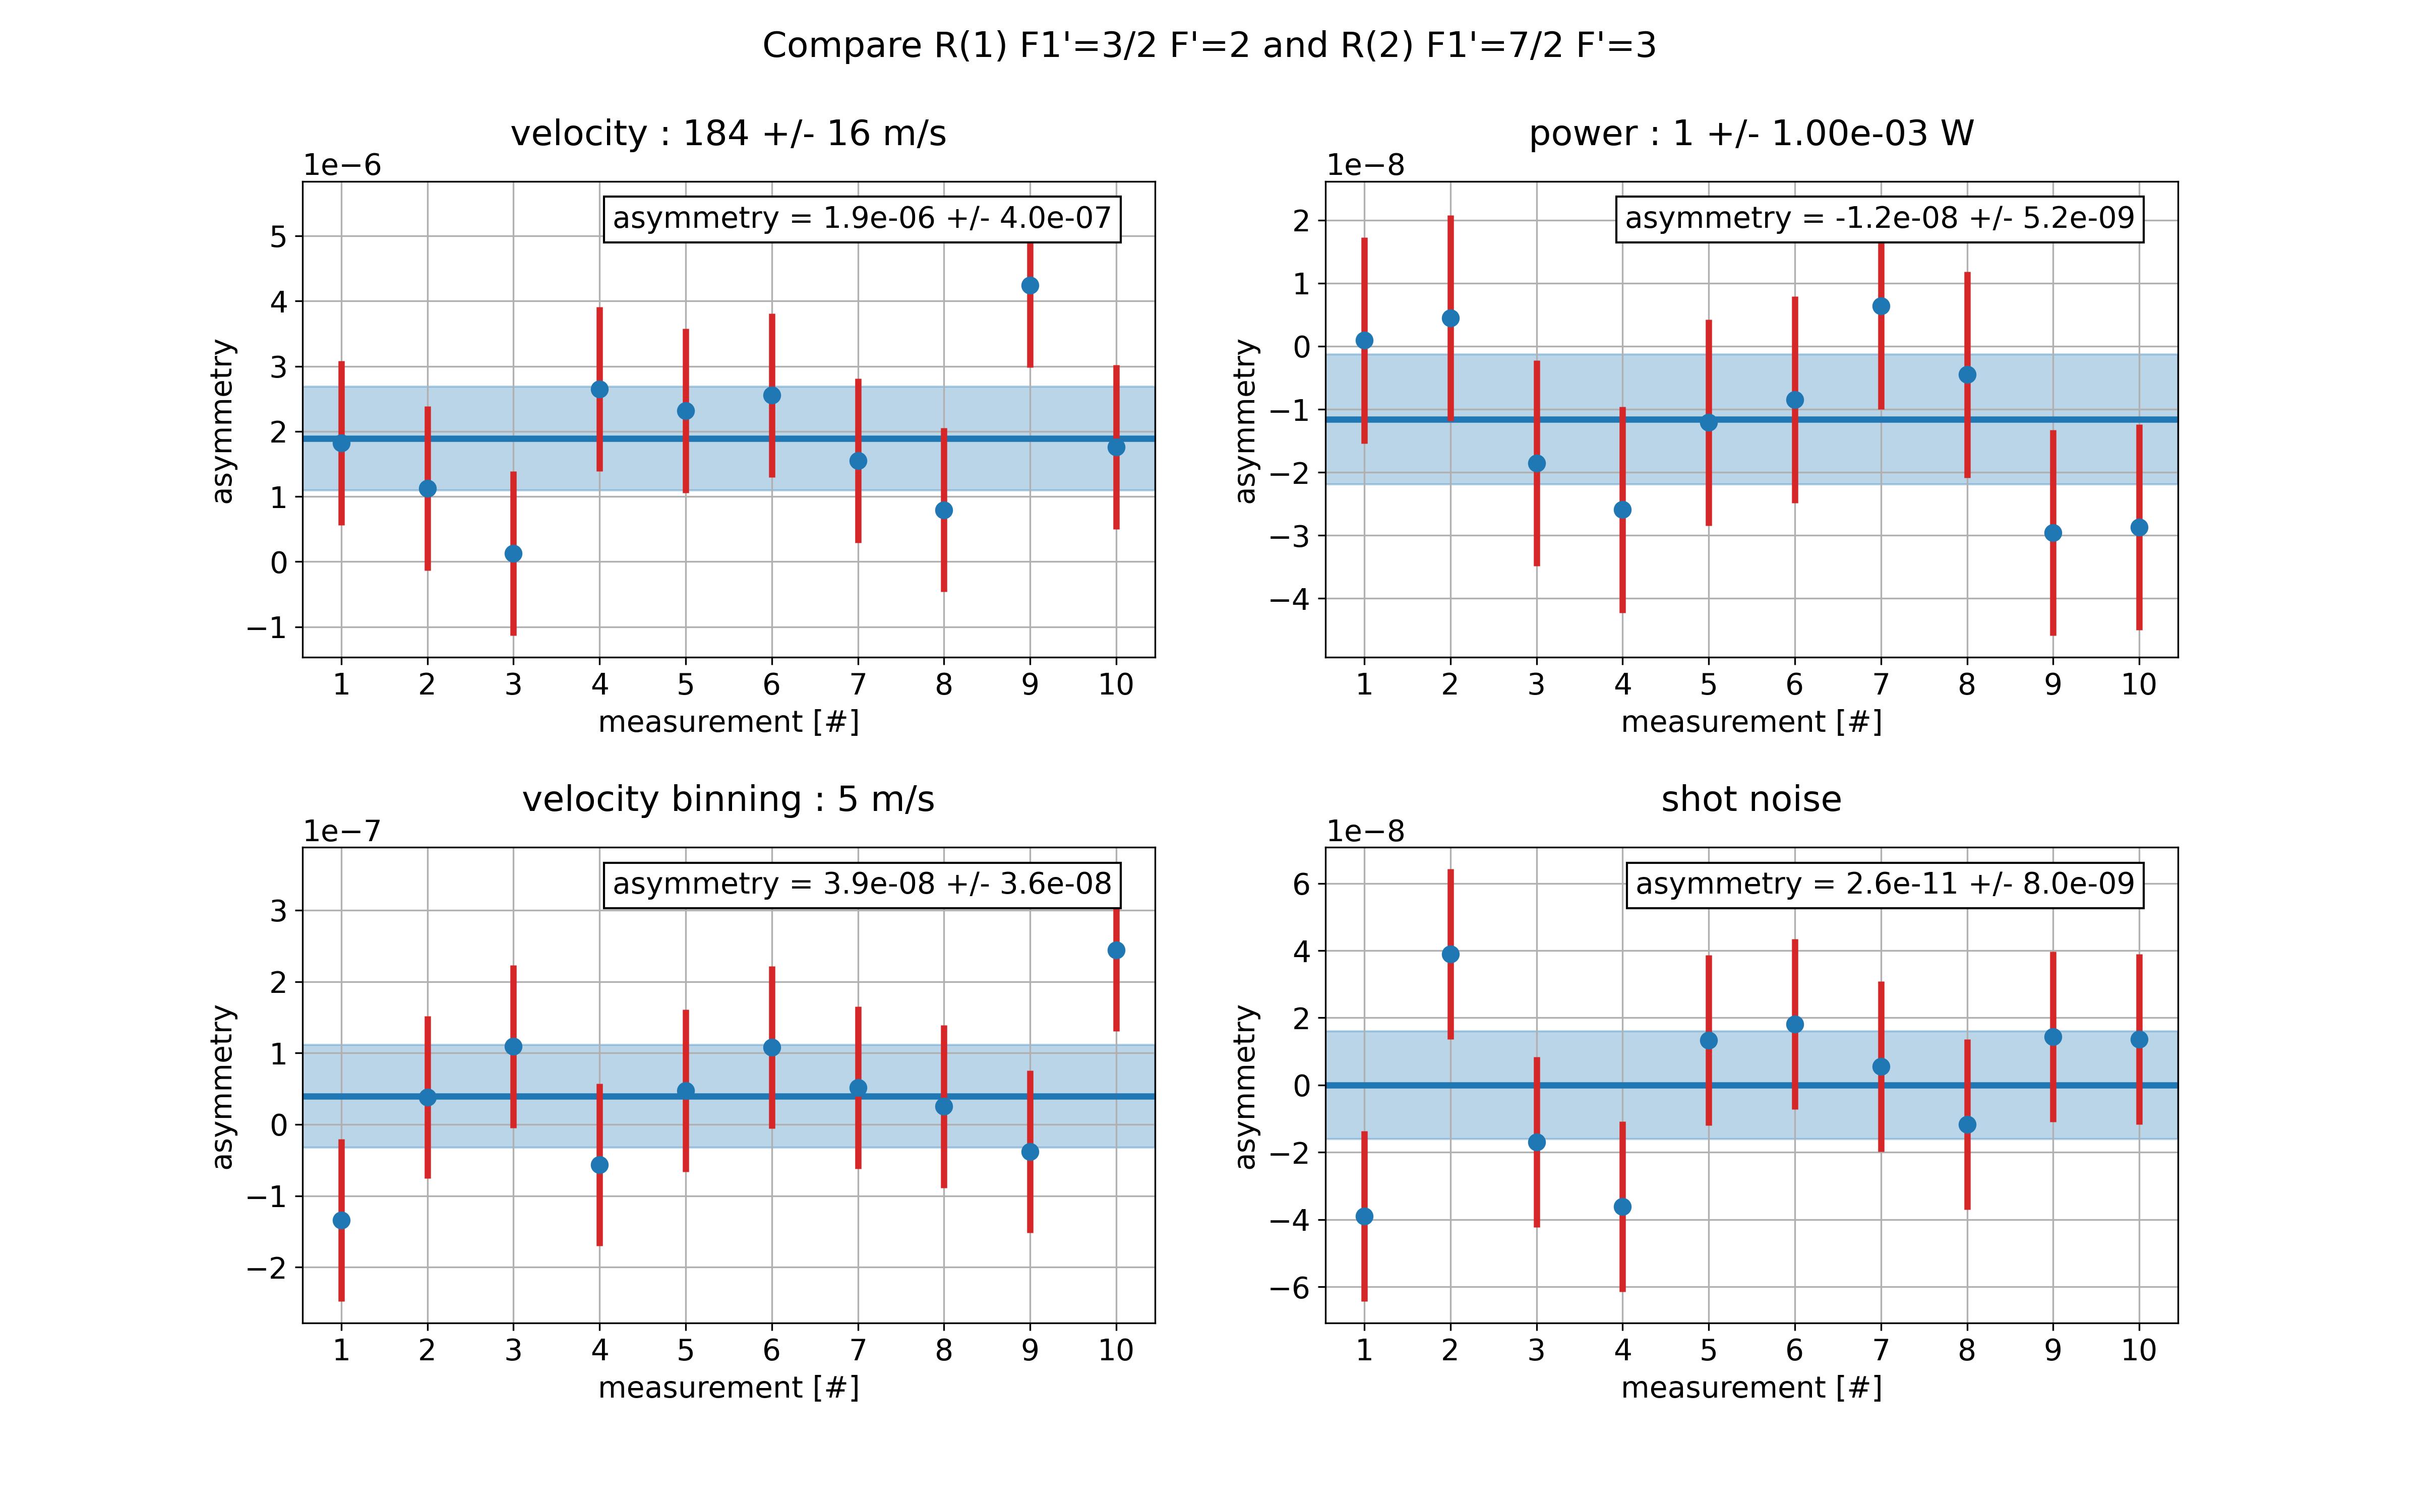 Compare R(1) F1'=3/2 F'=2 and R(2) F1'=7/2 F'=3
velocity : 184 +/- 16 m/s
1e−6
asymmetry = 1.9e-06 +/- 4.0e-07
5
4
3
2
1
0
−1
asymmetry
1 2 3 4 5 6 7 8 9 10
measurement [#]
power : 1 +/- 1.00e-03 W
1e−8
asymmetry = -1.2e-08 +/- 5.2e-09
2
1
0
−1
−2
−3
−4
asymmetry
1 2 3 4 5 6 7 8 9 10
measurement [#]
velocity binning : 5 m/s
1e−7
asymmetry = 3.9e-08 +/- 3.6e-08
3
2
1
0
−1
−2
asymmetry
1 2 3 4 5 6 7 8 9 10
measurement [#]
shot noise
1e−8
asymmetry = 2.6e-11 +/- 8.0e-09
6
4
2
0
−2
−4
−6
asymmetry
1 2 3 4 5 6 7 8 9 10
measurement [#]